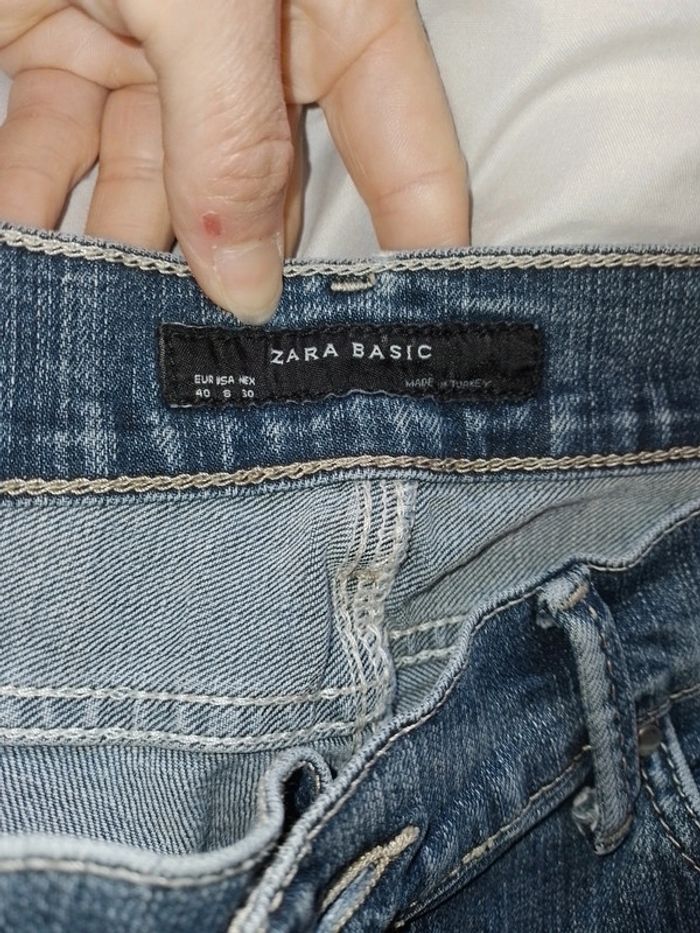 ZARA BASIC
EUR USA MEX
40 8 30
MADE IN TURKEY